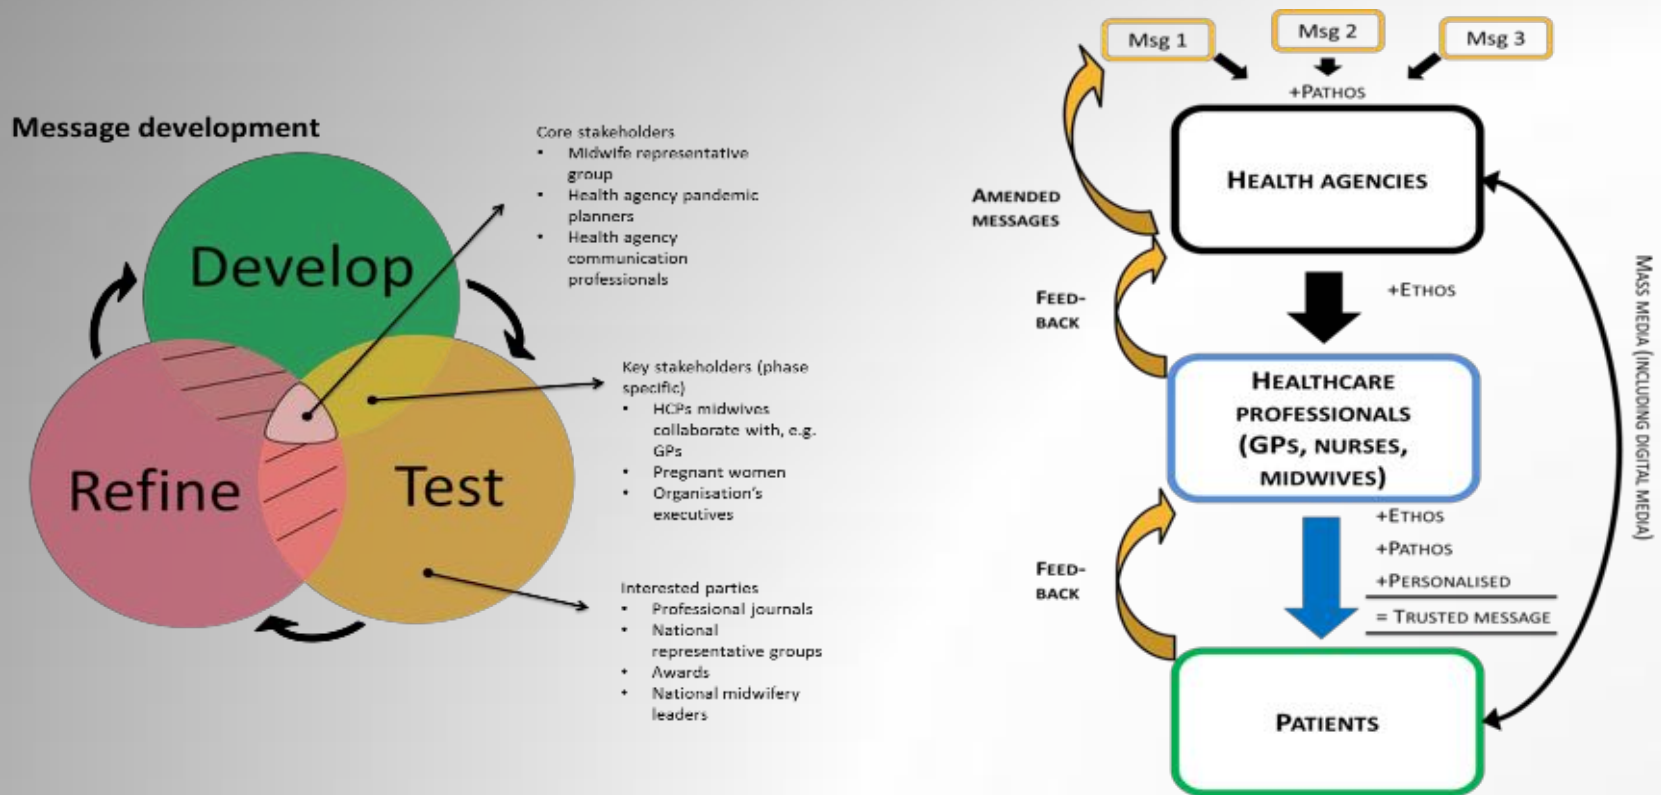 Message development
Develop
Refine
Test
Core stakeholders
• Midwife representative
group
• Health agency pandemic
planners
• Health agency
communication
professionals
Key stakeholders (phase
specific)
• HCPs midwives
collaborate with, e.g.
GPs
• Pregnant women
• Organisation's
executives
Interested parties
• Professional journals
• National
representative groups
• Awards
• National midwifery
leaders
Msg 1
Msg 2
Msg 3
+PATHOS
HEALTH AGENCIES
AMENDED
MESSAGES
+ETHOS
FEED-
BACK
HEALTHCARE
PROFESSIONALS
(GPS, NURSES,
MIDWIVES)
+ETHOS
+PATHOS
+PERSONALISED
= TRUSTED MESSAGE
FEED-
BACK
PATIENTS
MASS MEDIA (INCLUDING DIGITAL MEDIA)